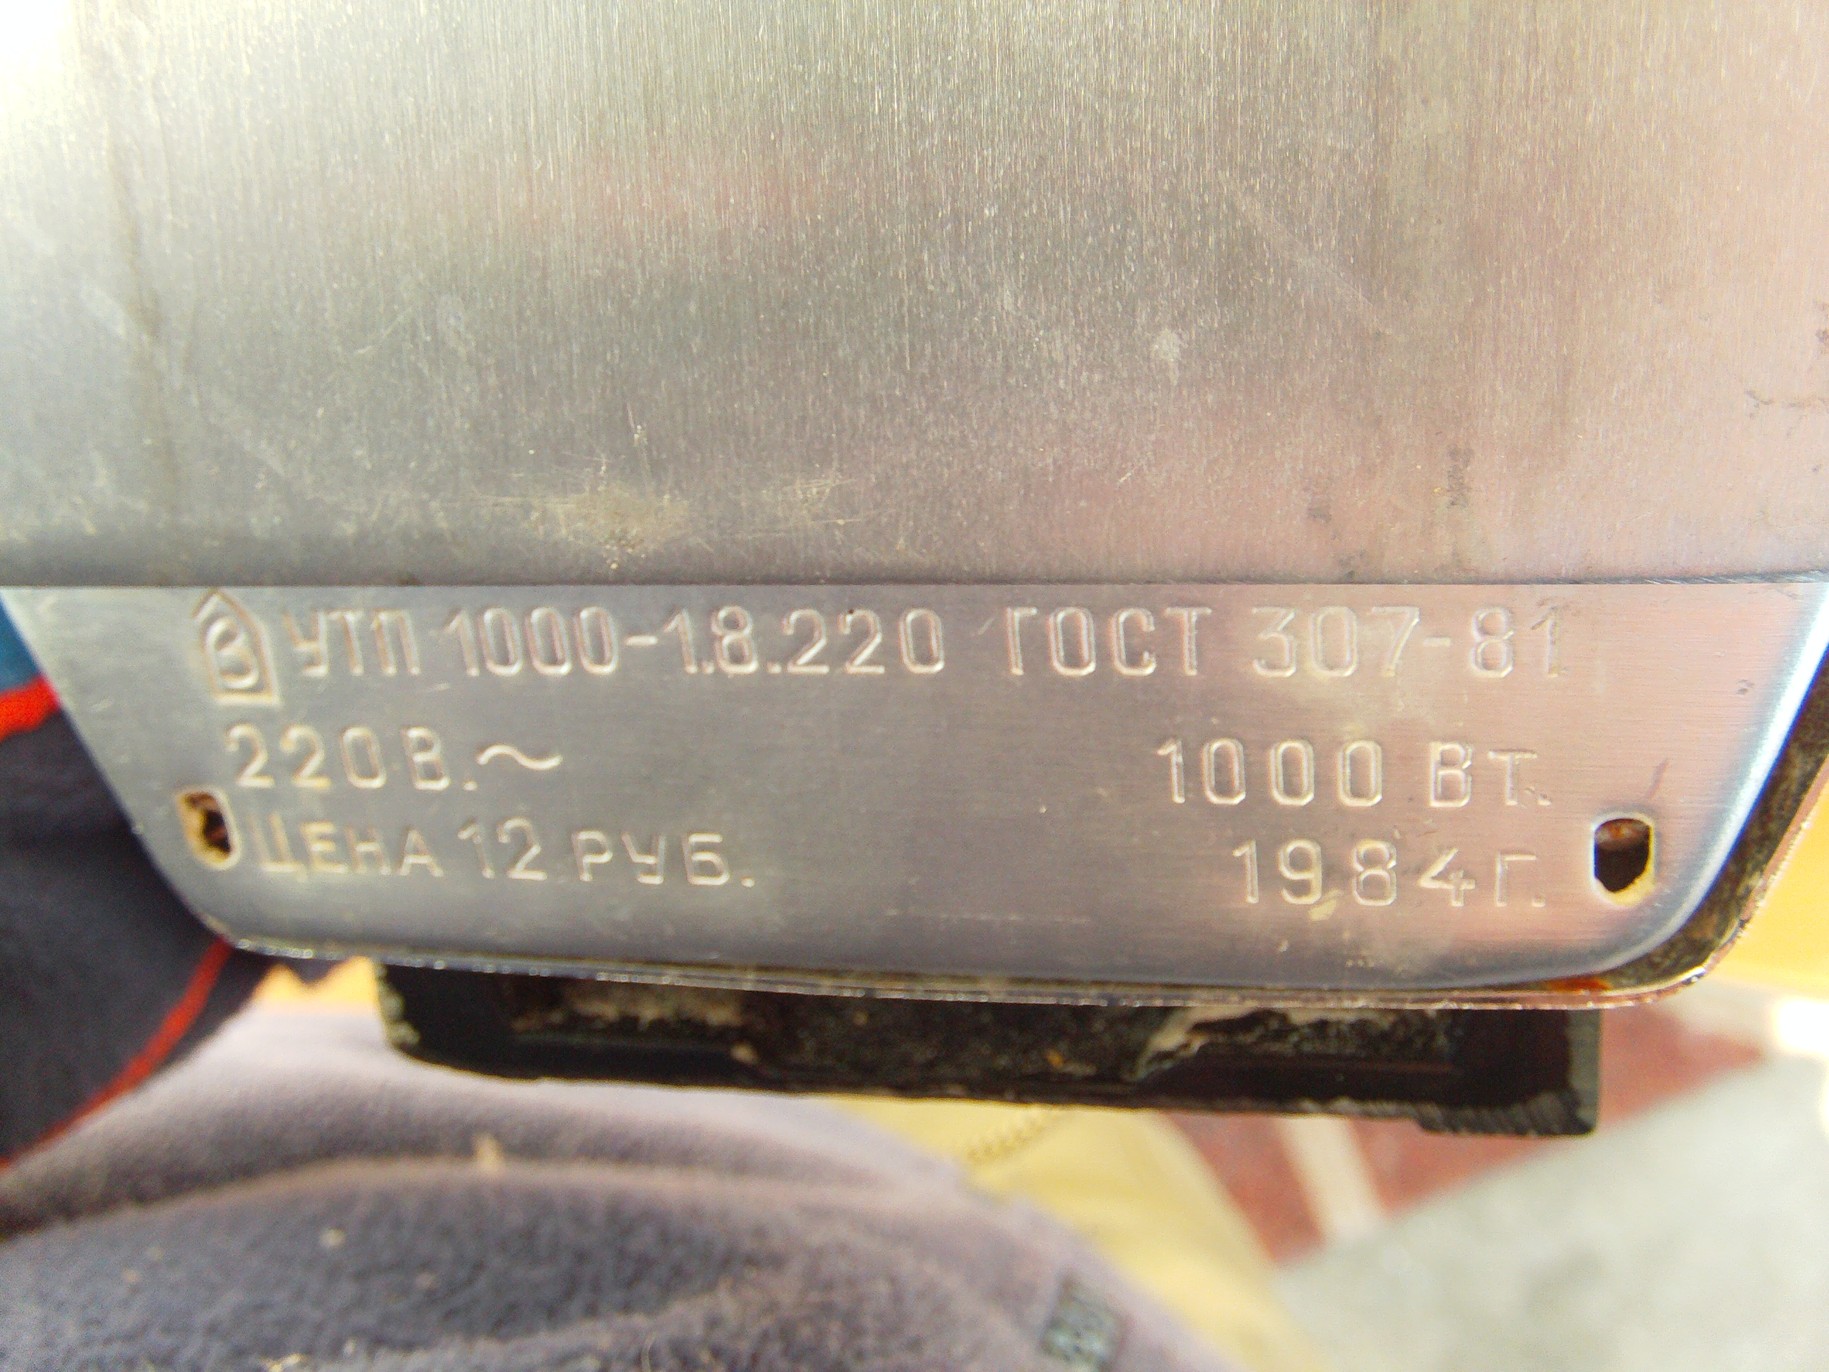 УТП 1000-1.8.220 ГОСТ 307-81
220 В.~ 1000 Вт.
ЦЕНА 12 РУБ. 1984 г.